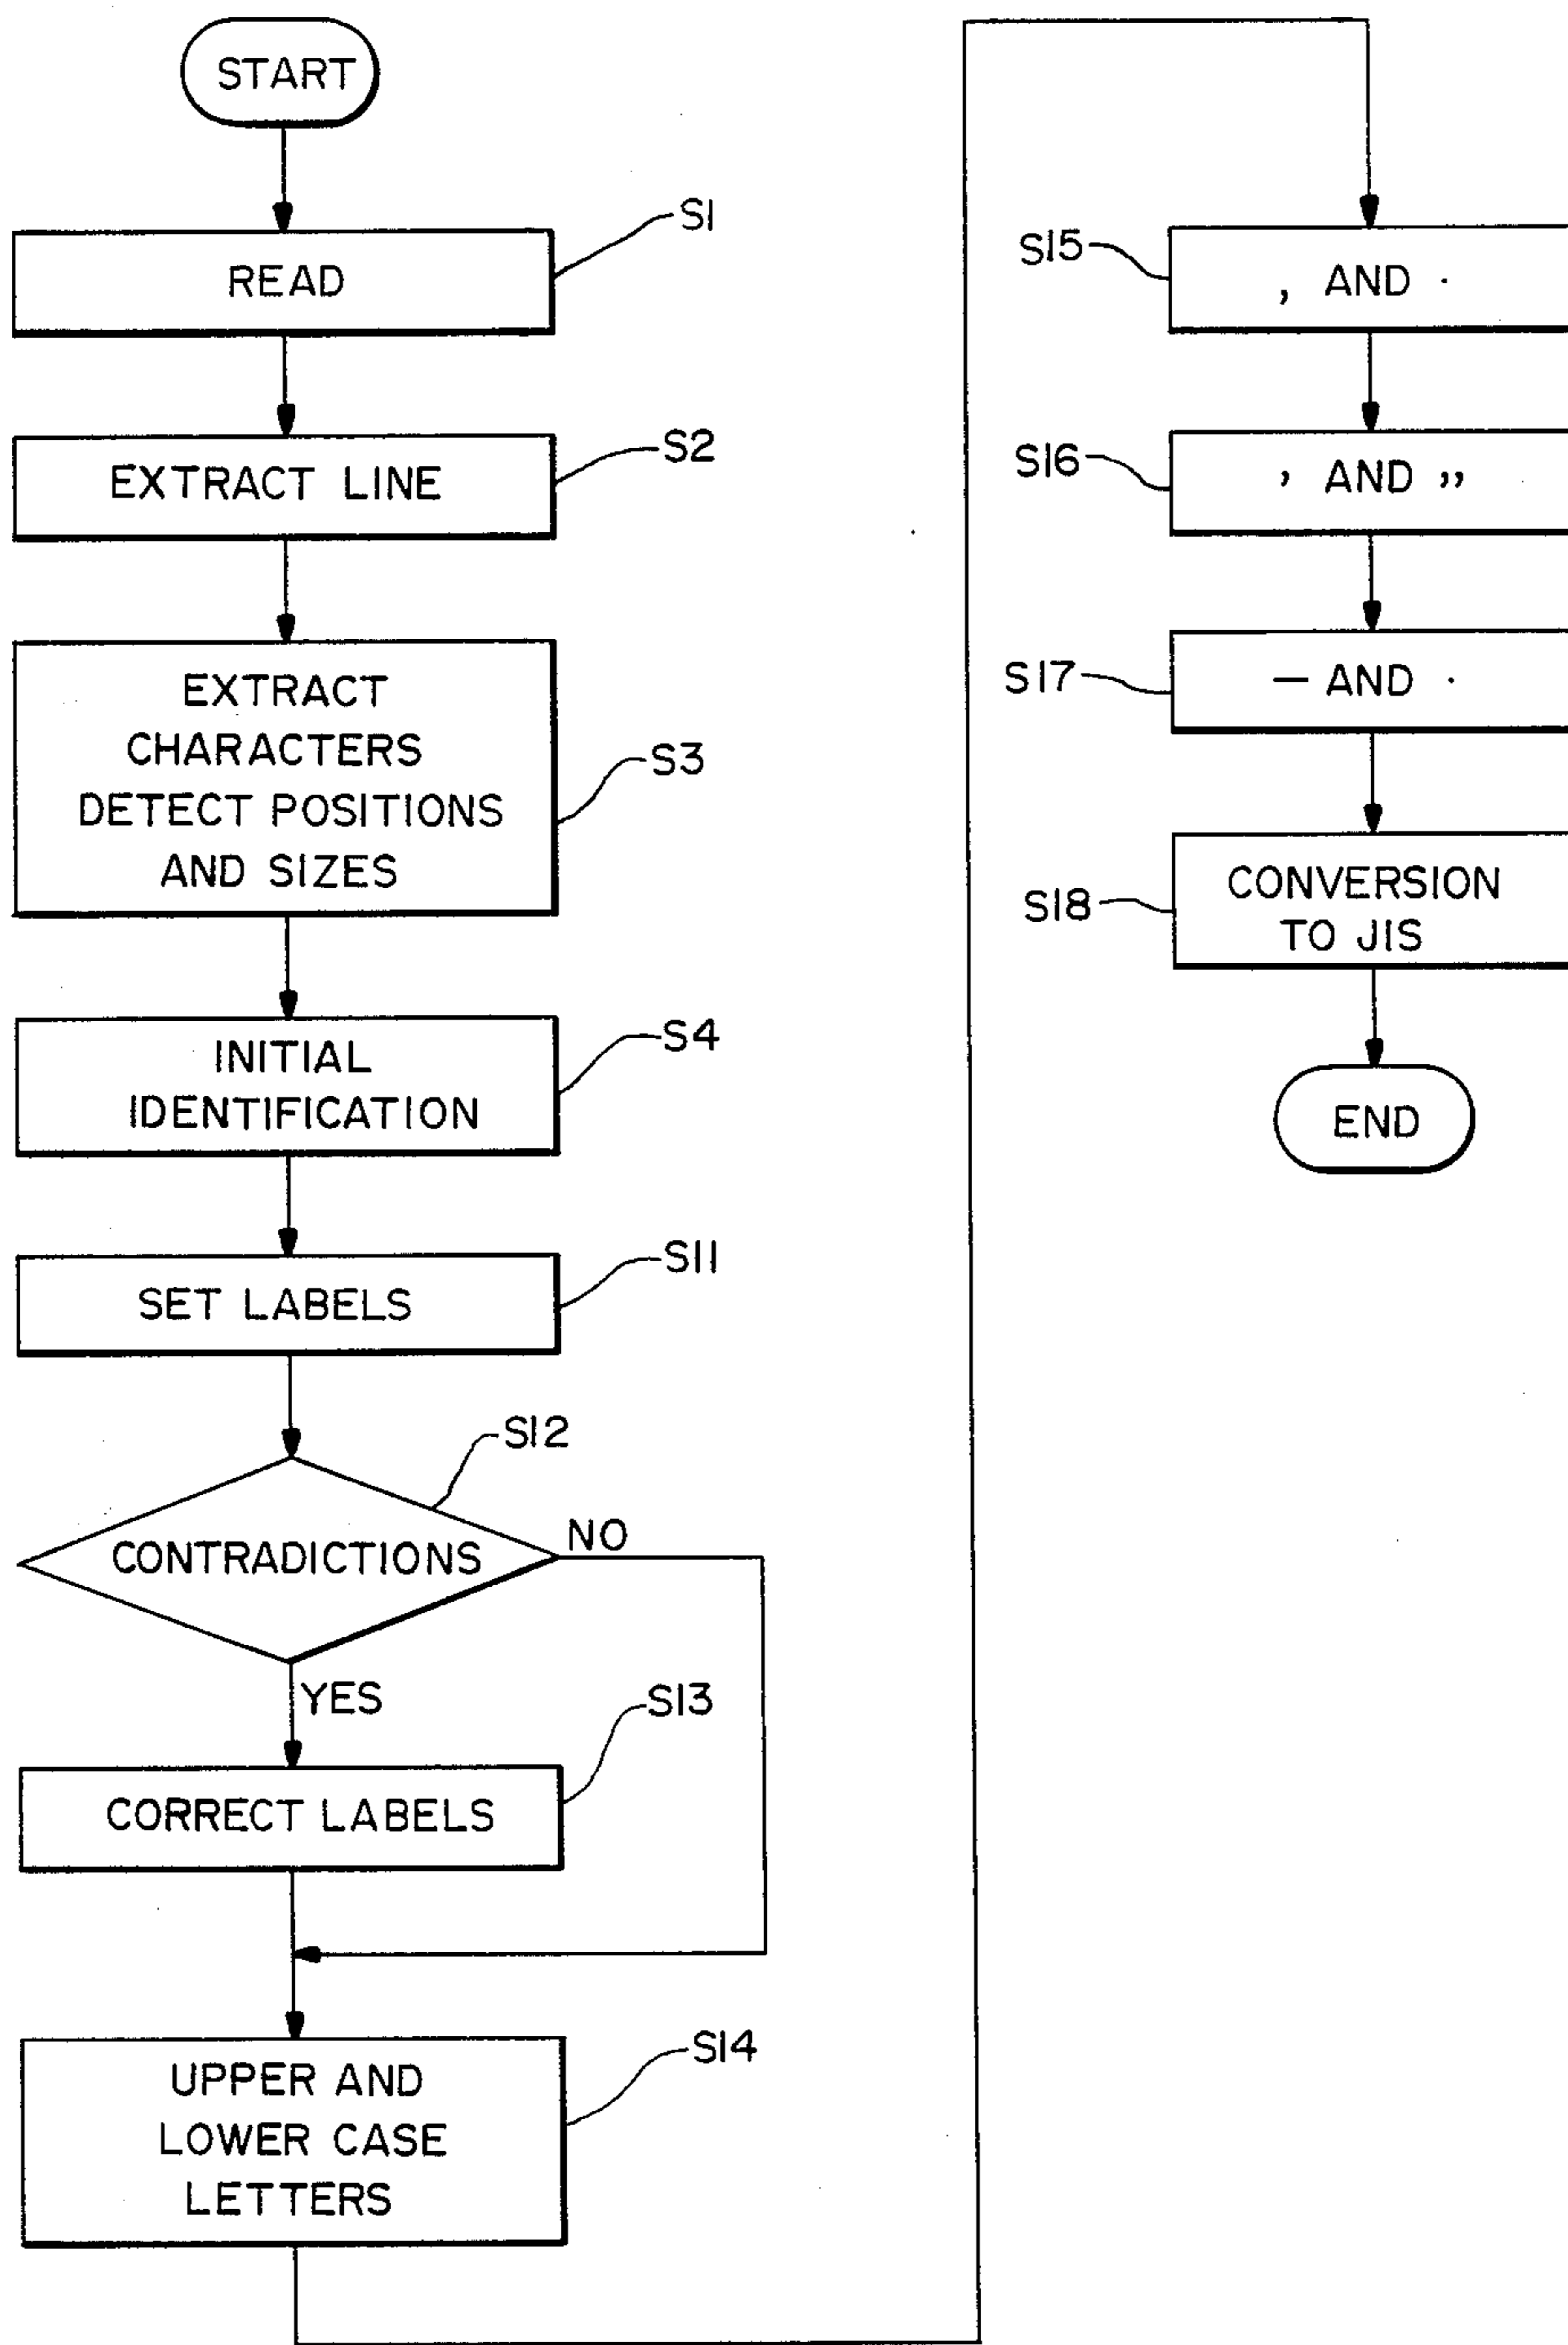 START
S1
READ
S2
EXTRACT LINE
EXTRACT
CHARACTERS
DETECT POSITIONS
AND SIZES
S3
S4
INITIAL
IDENTIFICATION
S11
SET LABELS
S12
CONTRADICTIONS
NO
YES
S13
CORRECT LABELS
S14
UPPER AND
LOWER CASE
LETTERS
S15
, AND ·
S16
’ AND ”
S17
— AND ·
S18
CONVERSION
TO JIS
END